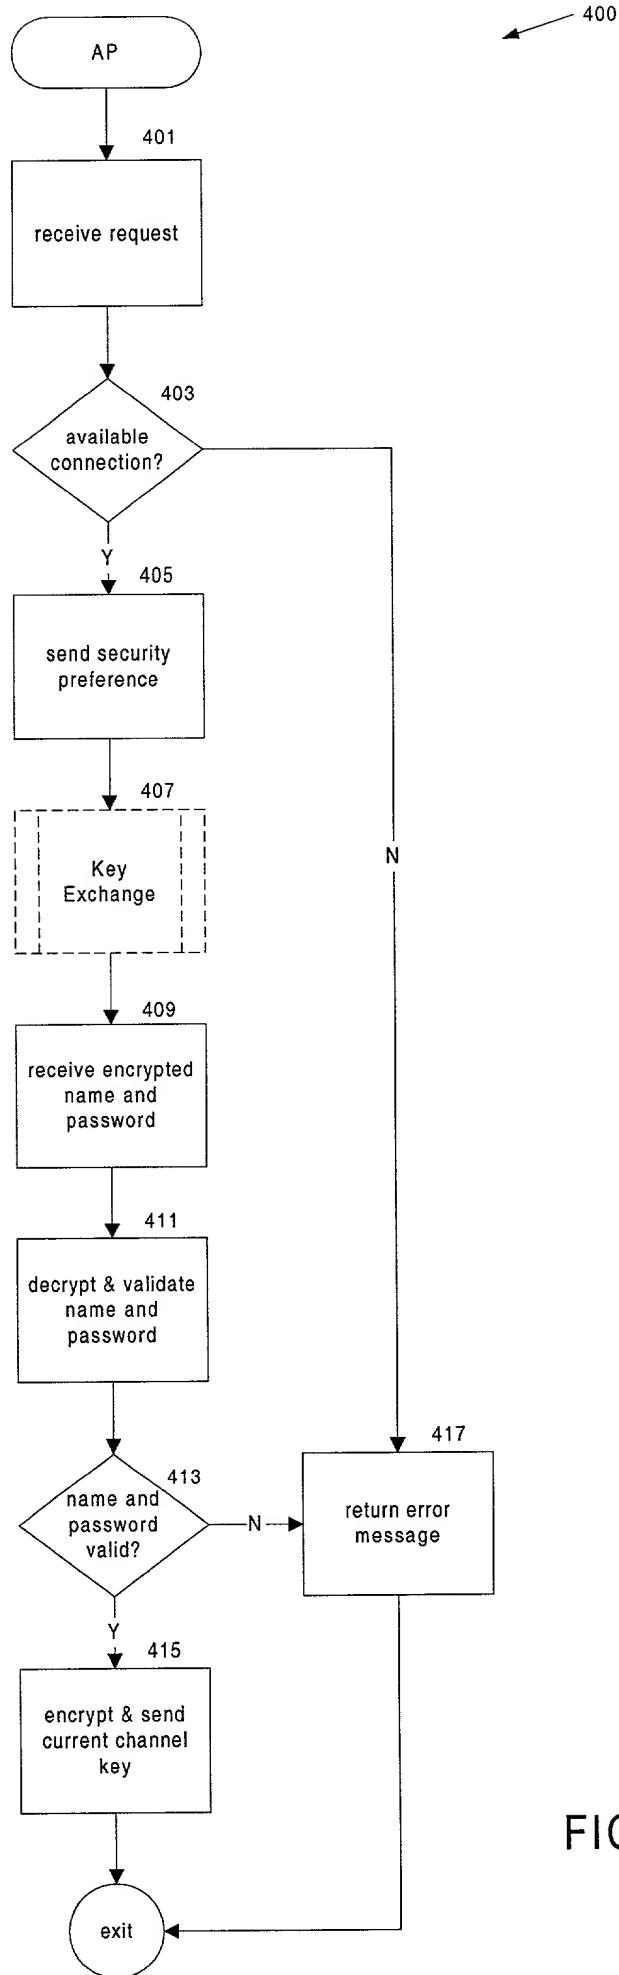 400
AP
401
receive request
403
available
connection?
Y
405
send security
preference
407
Key
Exchange
N
409
receive encrypted
name and
password
411
decrypt & validate
name and
password
413
name and
password
valid?
N
417
return error
message
Y
415
encrypt & send
current channel
key
exit